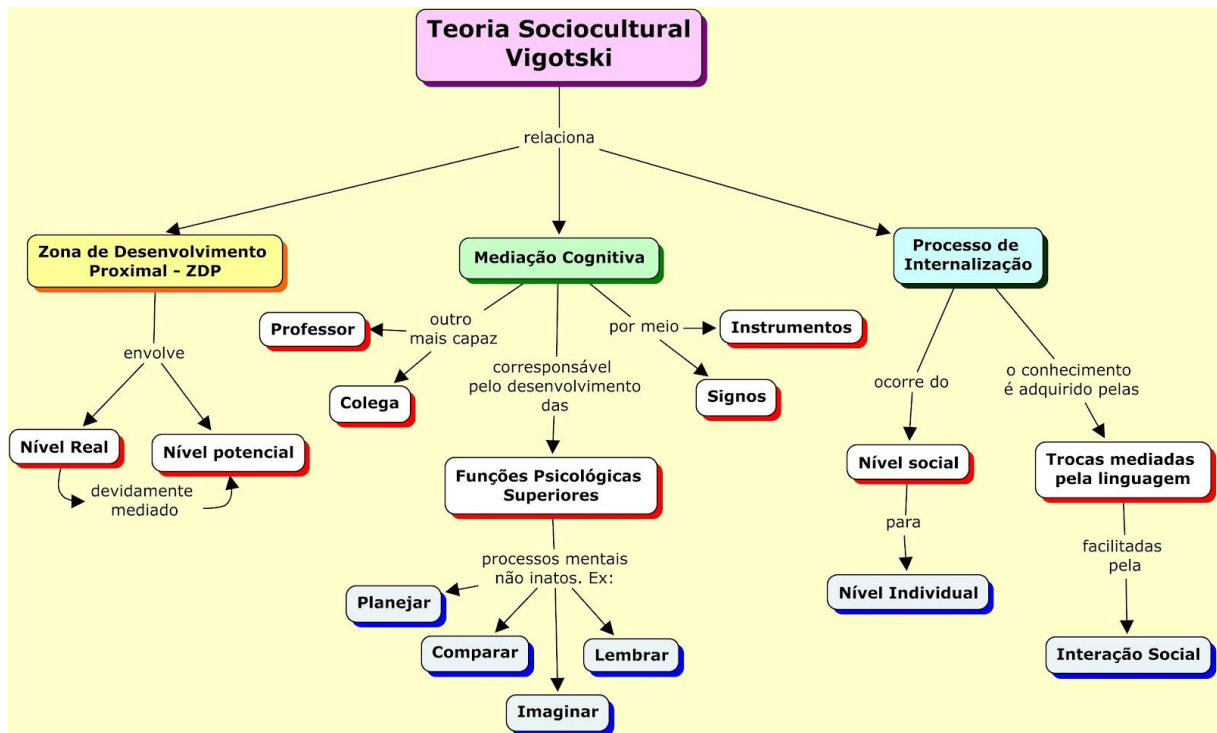 Teoria Sociocultural
Vigotski
relaciona
Zona de Desenvolvimento
Proximal - ZDP
envolve
Nível Real
Nível potencial
devidamente
mediado
Mediação Cognitiva
outro
mais capaz
Professor
Colega
corresponsável
pelo desenvolvimento
das
por meio
Instrumentos
Signos
Funções Psicológicas
Superiores
processos mentais
não inatos. Ex:
Planejar
Comparar
Imaginar
Lembrar
Processo de
Internalização
ocorre do
Nível social
para
Nível Individual
o conhecimento
é adquirido pelas
Trocas mediadas
pela linguagem
facilitadas
pela
Interação Social